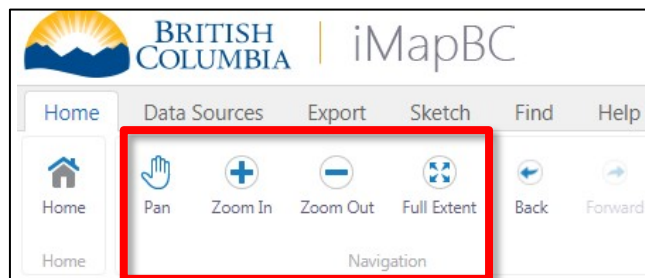 BRITISH
COLUMBIA
iMapBC
Home Data Sources Export Sketch Find Help
Home Pan Zoom In Zoom Out Full Extent Back Forward
Home Navigation